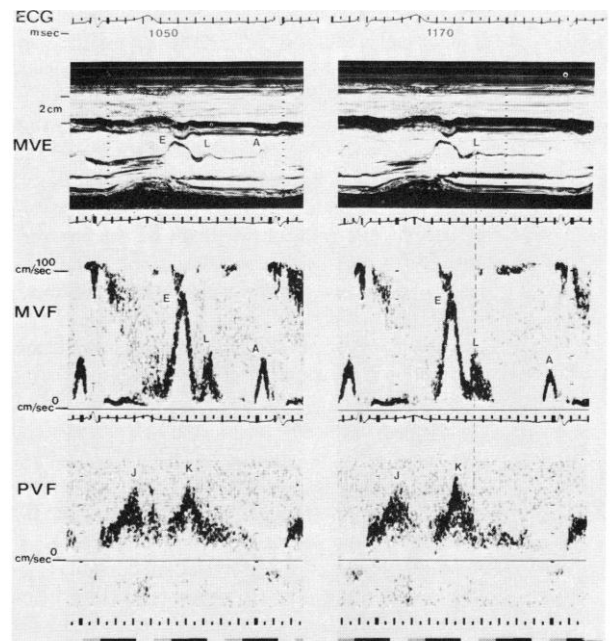 ECG
msec
1050 1170
2cm
MVE
E L A L
cm/sec 100
MVF
E L A E L A
cm/sec 0
PVF
J K J K
cm/sec 0